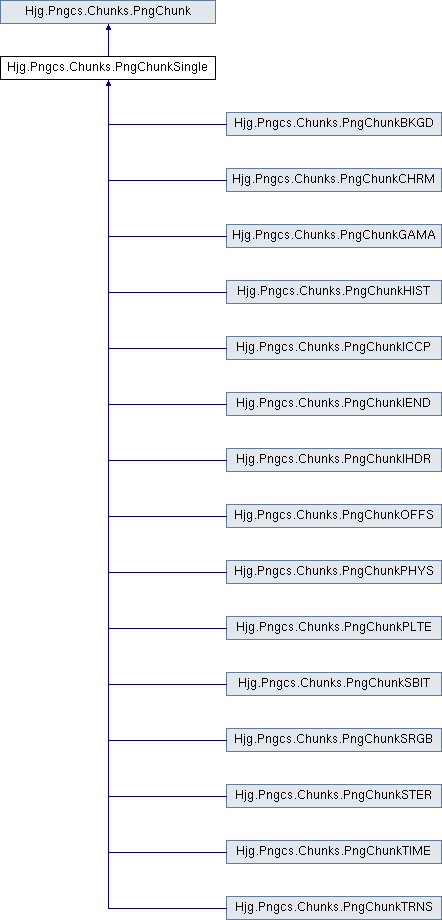 Hjg.Pngcs.Chunks.PngChunk
Hjg.Pngcs.Chunks.PngChunkSingle
Hjg.Pngcs.Chunks.PngChunkBKGD
Hjg.Pngcs.Chunks.PngChunkCHRM
Hjg.Pngcs.Chunks.PngChunkGAMA
Hjg.Pngcs.Chunks.PngChunkHIST
Hjg.Pngcs.Chunks.PngChunkICCP
Hjg.Pngcs.Chunks.PngChunkIEND
Hjg.Pngcs.Chunks.PngChunkIHDR
Hjg.Pngcs.Chunks.PngChunkOFFS
Hjg.Pngcs.Chunks.PngChunkPHYS
Hjg.Pngcs.Chunks.PngChunkPLTE
Hjg.Pngcs.Chunks.PngChunkSBIT
Hjg.Pngcs.Chunks.PngChunkSRGB
Hjg.Pngcs.Chunks.PngChunkSTER
Hjg.Pngcs.Chunks.PngChunkTIME
Hjg.Pngcs.Chunks.PngChunkTRNS